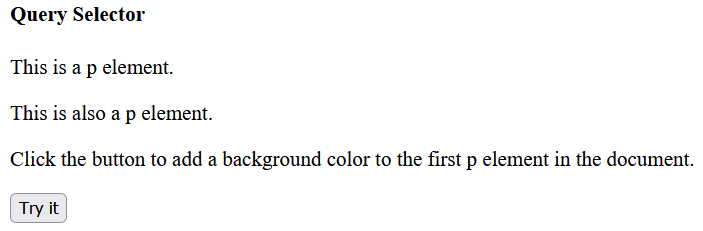 Query Selector
This is a p element.
This is also a p element.
Click the button to add a background color to the first p element in the document.
Try it